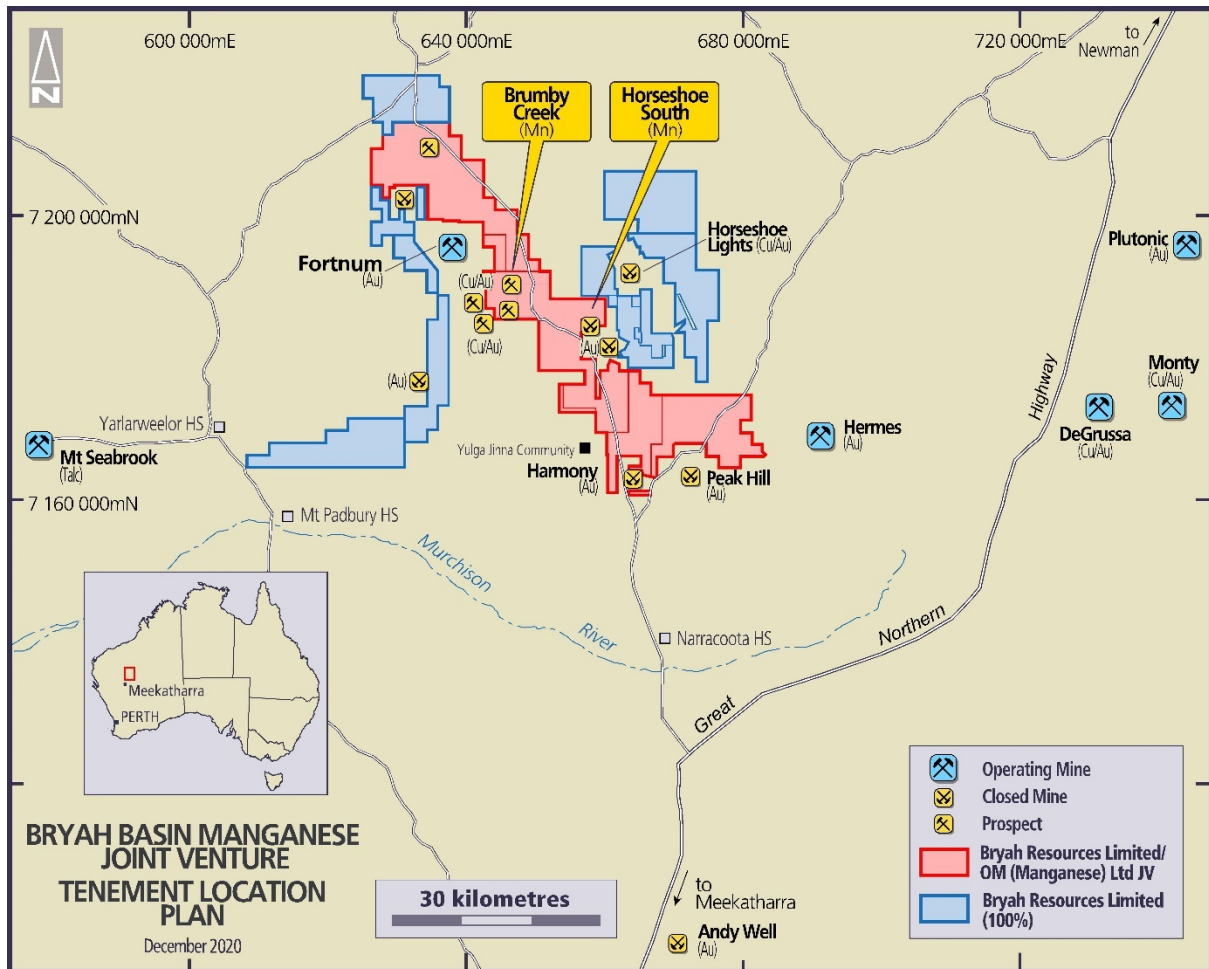 600 000mE
640 000mE
680 000mE
720 000mE
to
Newman
N
Brumby
Creek
(Mn)
Horseshoe
South
(Mn)
7 200 000mN
Horseshoe
Lights (Cu/Au)
Plutonic
(Au)
Fortnum
(Au)
(Cu/Au)
(Cu/Au)
(Au)
(Au)
Highway
Monty
(Cu/Au)
Yarlarweelor HS
Mt Seabrook
(Talc)
Yulga Jinna Community
Harmony
(Au)
Peak Hill
(Au)
Hermes
(Au)
DeGrussa
(Cu/Au)
7 160 000mN
Mt Padbury HS
Murchison
River
Narracoota HS
Northern
Great
Meekatharra
PERTH
Operating Mine
Closed Mine
Prospect
Bryah Resources Limited/
OM (Manganese) Ltd JV
Bryah Resources Limited
(100%)
BRYAH BASIN MANGANESE
JOINT VENTURE
TENEMENT LOCATION
PLAN
December 2020
30 kilometres
to
Meekatharra
Andy Well
(Au)